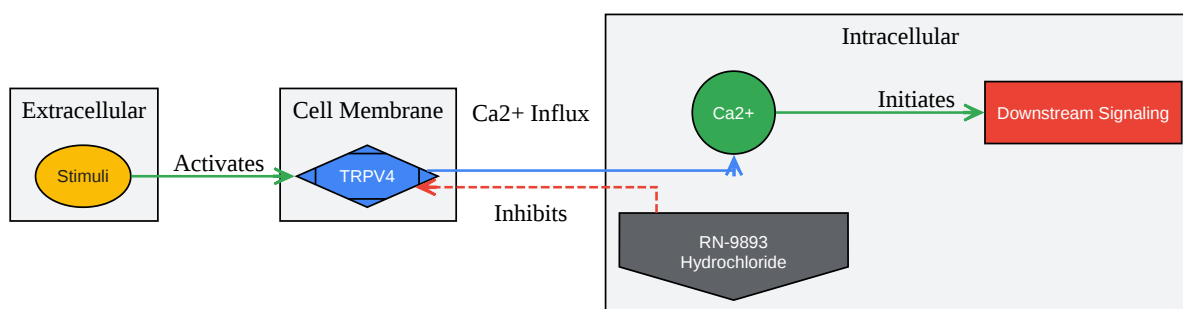 Intracellular
Extracellular
Cell Membrane
Ca2+ Influx
Ca2+
Initiates
Downstream Signaling
Stimuli
Activates
TRPV4
Inhibits
RN-9893
Hydrochloride